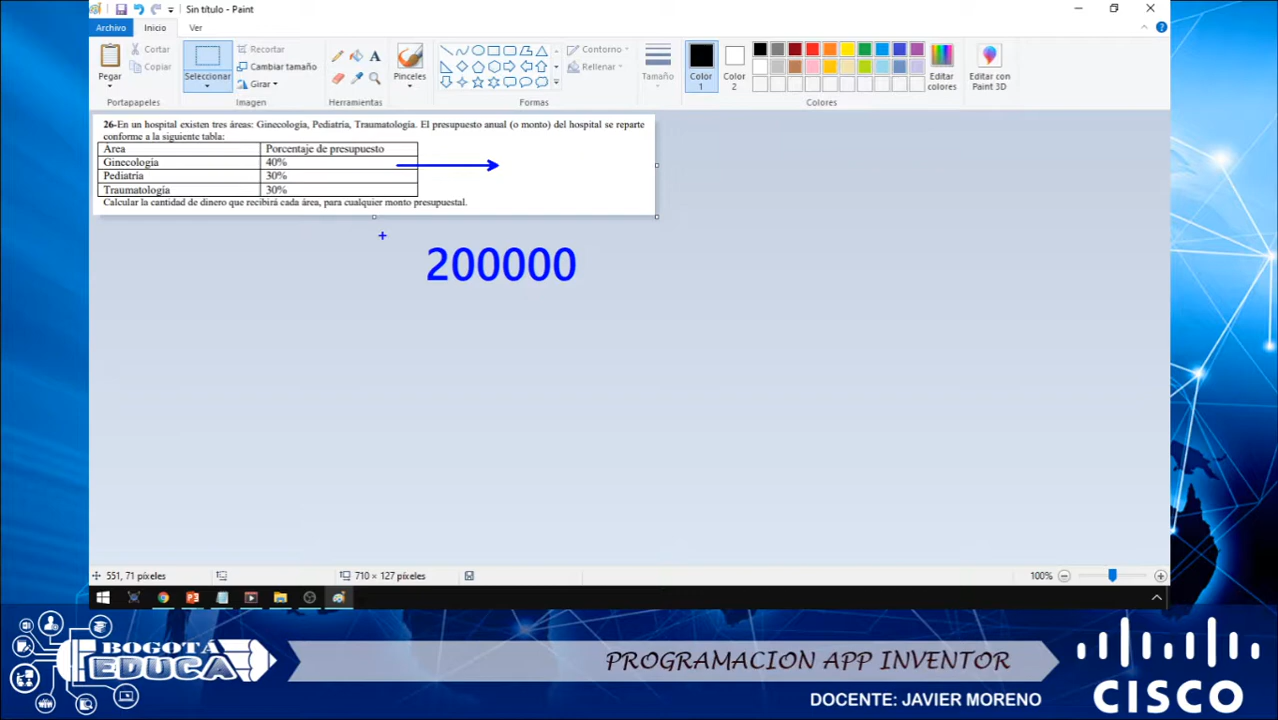 Sin título - Paint
Archivo
Inicio
Ver
Pegar
Cortar
Copiar
Portapapeles
Seleccionar
Recortar
Cambiar tamaño
Girar
Imagen
A
Herramientas
Pinceles
Contorno
Rellenar
Formas
Tamaño
Color 1
Color 2
Editar colores
Colores
Editar con Paint 3D
26-En un hospital existen tres áreas: Ginecología, Pediatría, Traumatología. El presupuesto anual (o monto) del hospital se reparte
conforme a la siguiente tabla:
Área Porcentaje de presupuesto
Ginecología 40%
Pediatría 30%
Traumatología 30%
Calcular la cantidad de dinero que recibirá cada área, para cualquier monto presupuestal.
200000
551, 71 píxeles
710 × 127 píxeles
100%
BOGOTÁ
EDUCA
PROGRAMACION APP INVENTOR
DOCENTE: JAVIER MORENO
CISCO